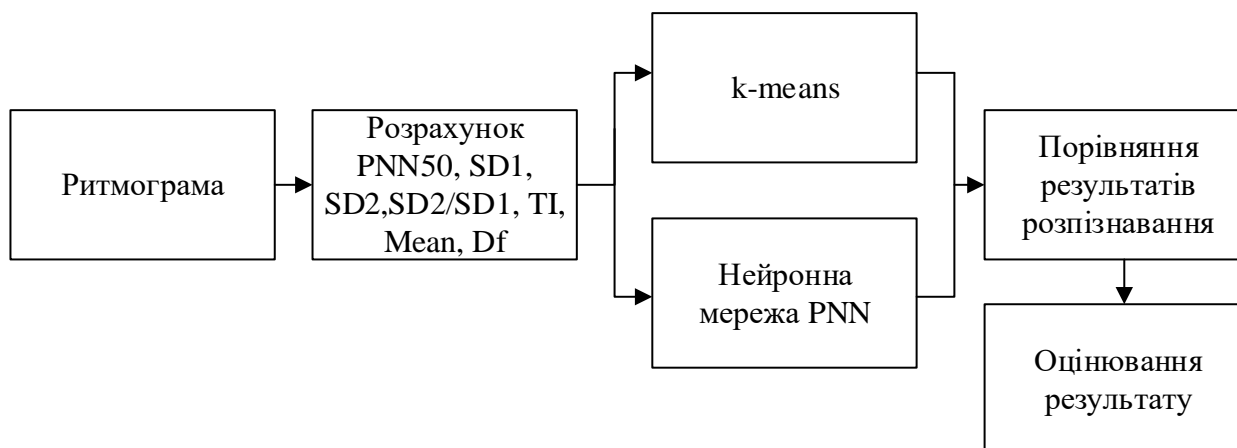 Ритмограма
Розрахунок
PNN50, SD1,
SD2,SD2/SD1, TI,
Mean, Df
k-means
Нейронна
мережа PNN
Порівняння
результатів
розпізнавання
Оцінювання
результату